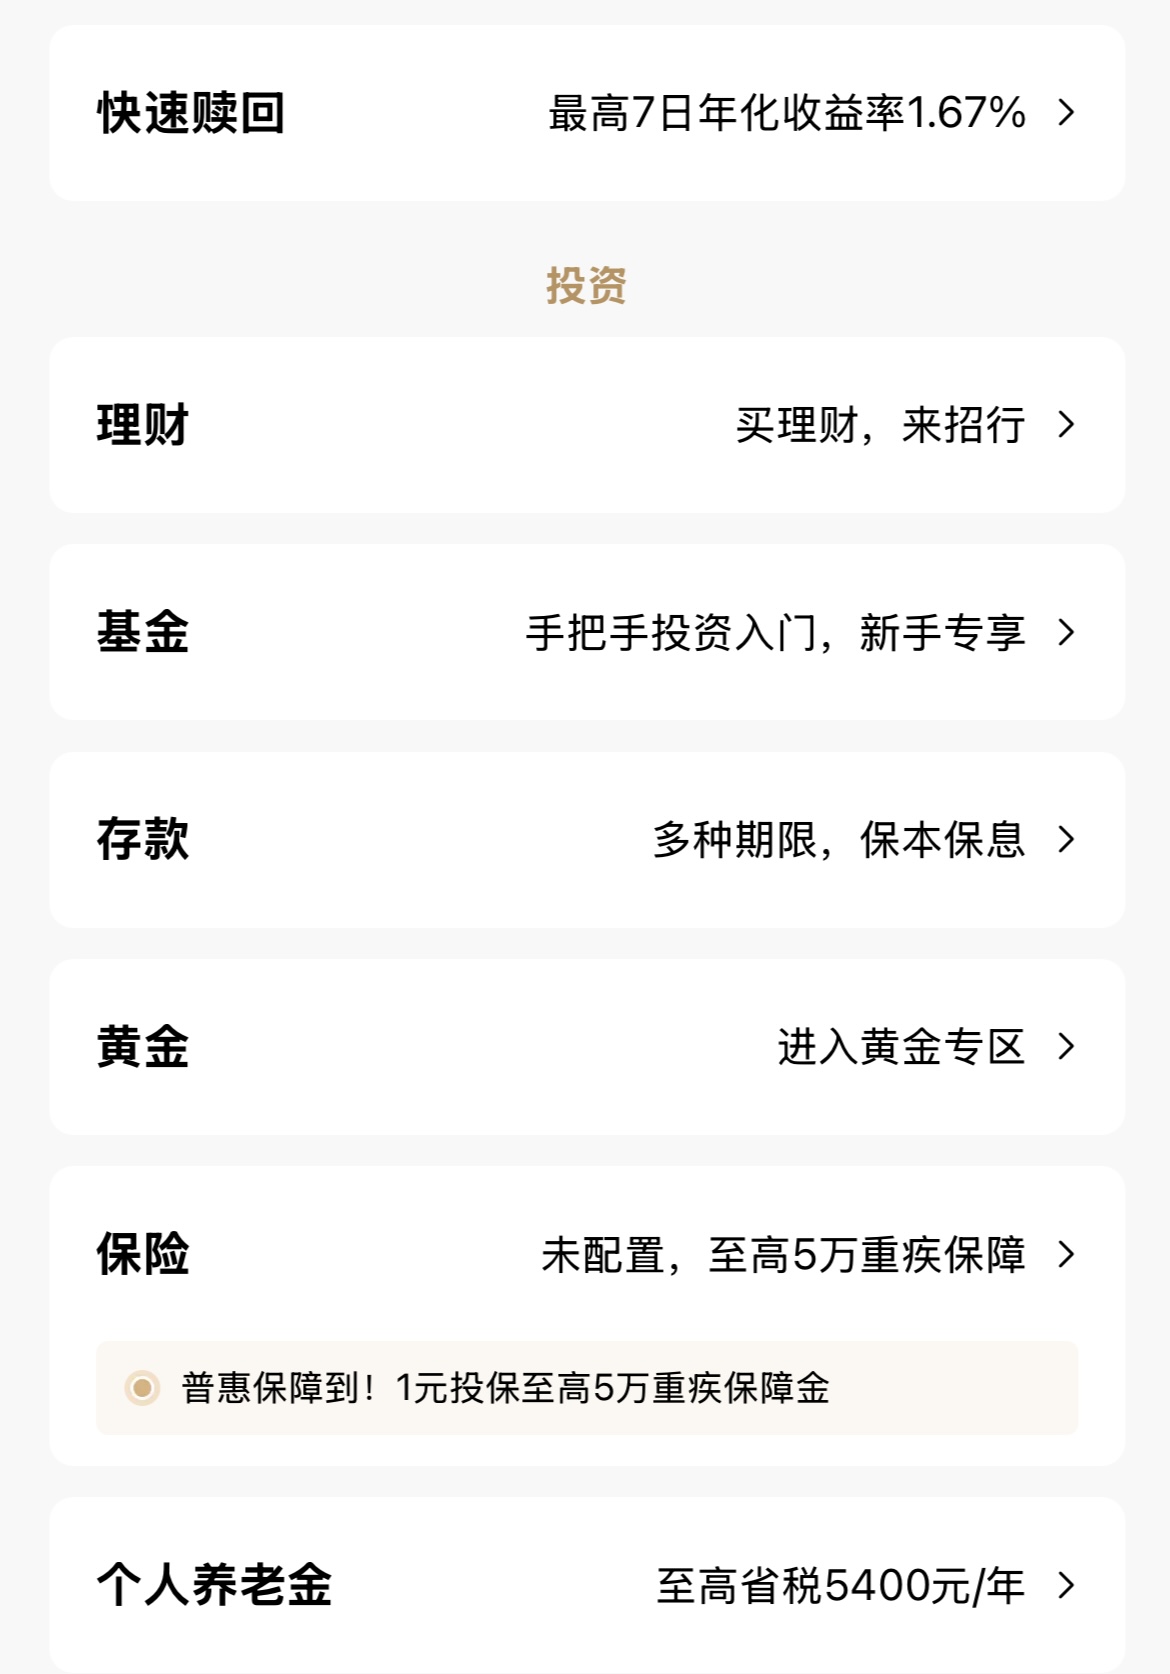 快速赎回 最高7日年化收益率1.67%
投资
理财 买理财，来招行
基金 手把手投资入门，新手专享
存款 多种期限，保本保息
黄金 进入黄金专区
保险 未配置，至高5万重疾保障
普惠保障到！1元投保至高5万重疾保障金
个人养老金 至高省税5400元/年